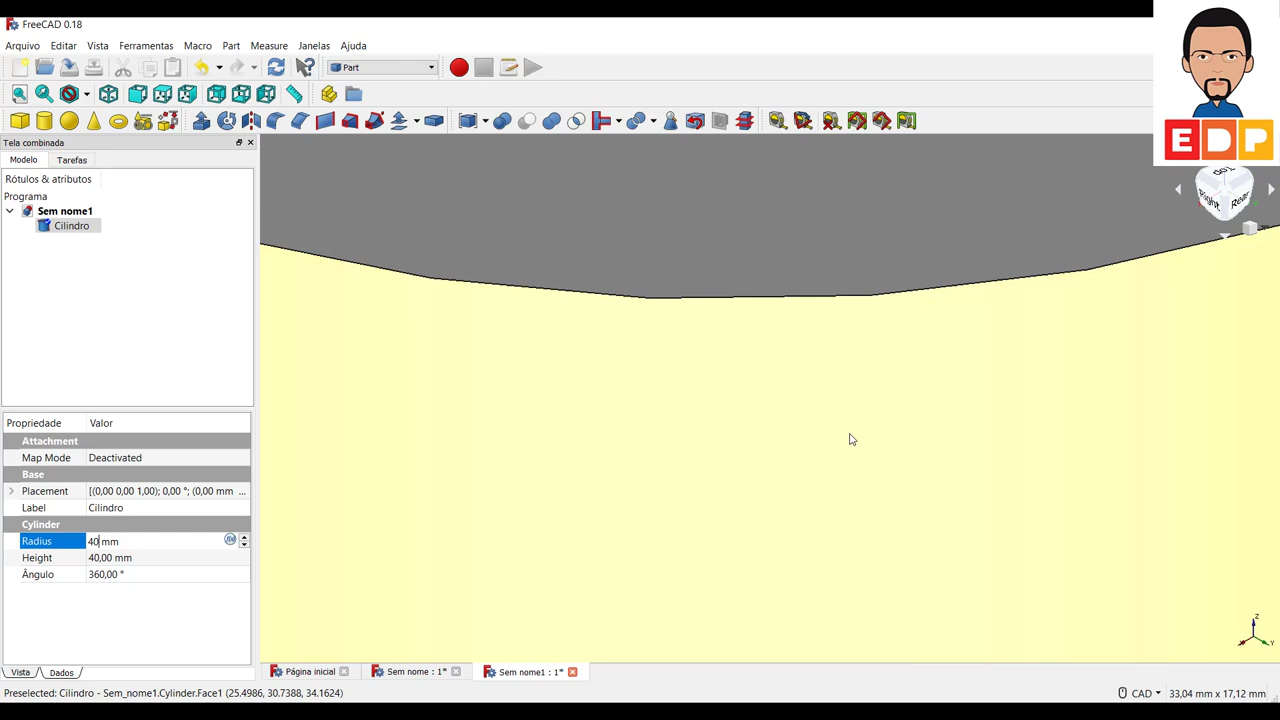 FreeCAD 0.18
Arquivo Editar Vista Ferramentas Macro Part Measure Janelas Ajuda
Part
EDP
Tela combinada
Modelo Tarefas
Rótulos & atributos
Programa
Sem nome1
Cilindro
Top
Right Rear
Propriedade Valor
Attachment
Map Mode Deactivated
Base
Placement [(0,00 0,00 1,00); 0,00 °; (0,00 mm ...
Label Cilindro
Cylinder
Radius 40 mm
Height 40,00 mm
Ângulo 360,00 °
Z
X Y
Vista Dados
Página inicial Sem nome : 1* Sem nome1 : 1*
Preselected: Cilindro - Sem_nome1.Cylinder.Face1 (25.4986, 30.7388, 34.1624)
CAD 33,04 mm x 17,12 mm